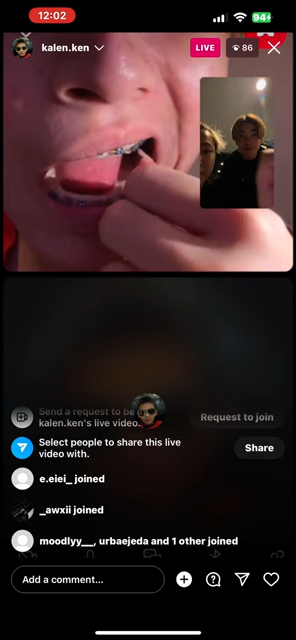 12:02
94
kalen.ken
LIVE
86
Send a request to be
kalen.ken's live video.
Request to join
Select people to share this live
video with.
Share
e.eiei_ joined
_awxii joined
moodlyy__, urbaejeda and 1 other joined
Add a comment...